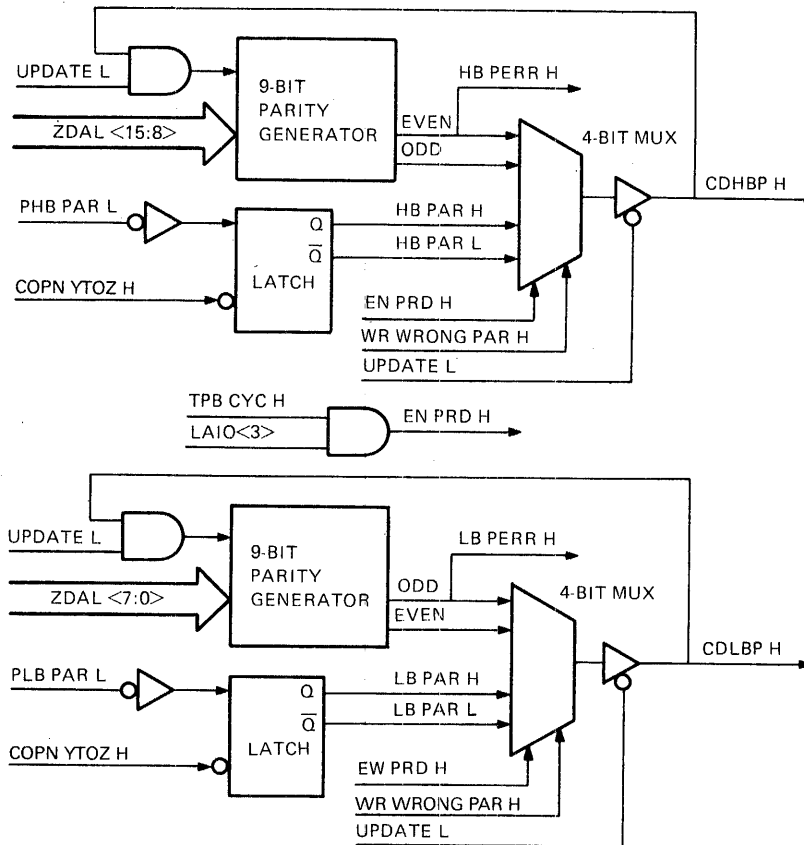 UPDATE L
9-BIT
PARITY
GENERATOR
ZDAL <15:8>
HB PERR H
EVEN
ODD
4-BIT MUX
CDHBP H
PHB PAR L
Q
Q̅
HB PAR H
HB PAR L
LATCH
COPN YTOZ H
EN PRD H
WR WRONG PAR H
UPDATE L
TPB CYC H
LAIO<3>
EN PRD H
UPDATE L
9-BIT
PARITY
GENERATOR
ZDAL <7:0>
LB PERR H
ODD
EVEN
4-BIT MUX
CDLBP H
PLB PAR L
Q
Q̅
LB PAR H
LB PAR L
LATCH
COPN YTOZ H
EW PRD H
WR WRONG PAR H
UPDATE L